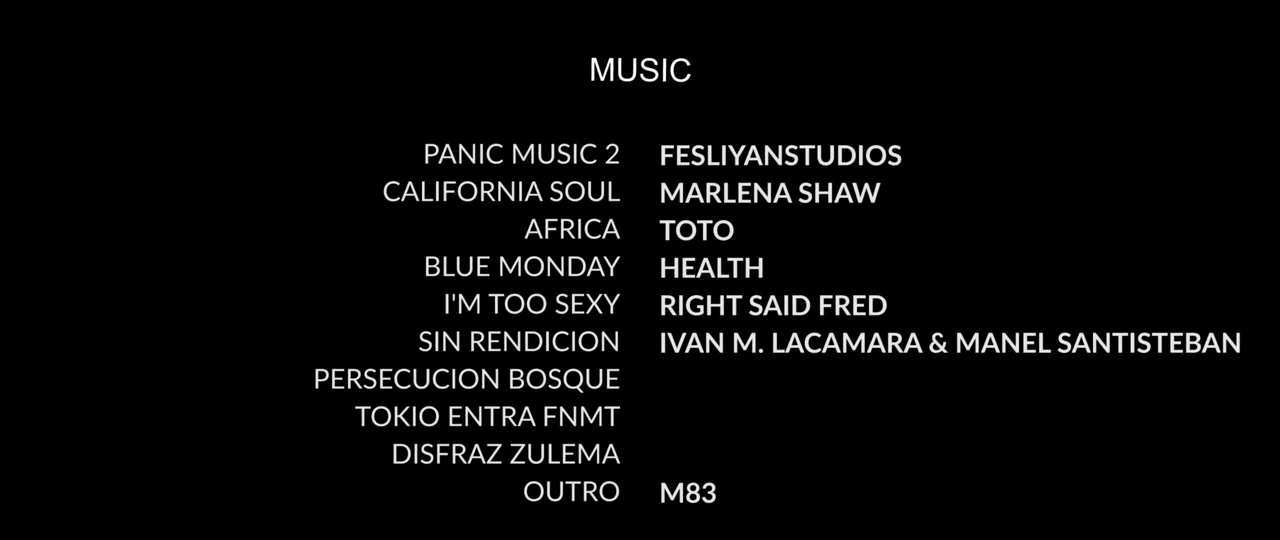 MUSIC
PANIC MUSIC 2 FESLIYANSTUDIOS
CALIFORNIA SOUL MARLENA SHAW
AFRICA TOTO
BLUE MONDAY HEALTH
I'M TOO SEXY RIGHT SAID FRED
SIN RENDICION IVAN M. LACAMARA & MANEL SANTISTEBAN
PERSECUCION BOSQUE
TOKIO ENTRA FNMT
DISFRAZ ZULEMA
OUTRO M83